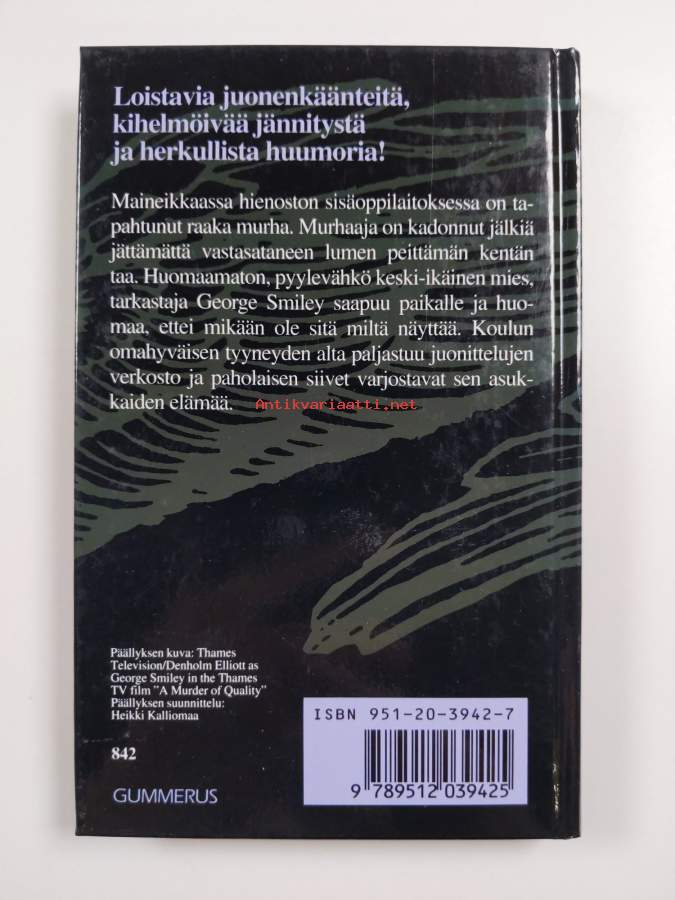 Loistavia juonenkäänteitä,
kihelmöivää jännitystä
ja herkullista huumoria!
Maineikkaassa hienoston sisäoppilaitoksessa on ta-
pahtunut raaka murha. Murhaaja on kadonnut jälkiä
jättämättä vastasataneen lumen peittämän kentän
taa. Huomaamaton, pyylevähkö keski-ikäinen mies,
tarkastaja George Smiley saapuu paikalle ja huo-
maa, ettei mikään ole sitä miltä näyttää. Koulun
omahyväisen tyyneyden alta paljastuu juonittelujen
verkosto ja paholaisen siivet varjostavat sen asuk-
kaiden elämää.
Antikvariaatti.net
Päällyksen kuva: Thames
Television/Denholm Elliott as
George Smiley in the Thames
TV film "A Murder of Quality"
Päällyksen suunnittelu:
Heikki Kalliomaa
842
GUMMERUS
ISBN 951-20-3942-7
9 789512 039425